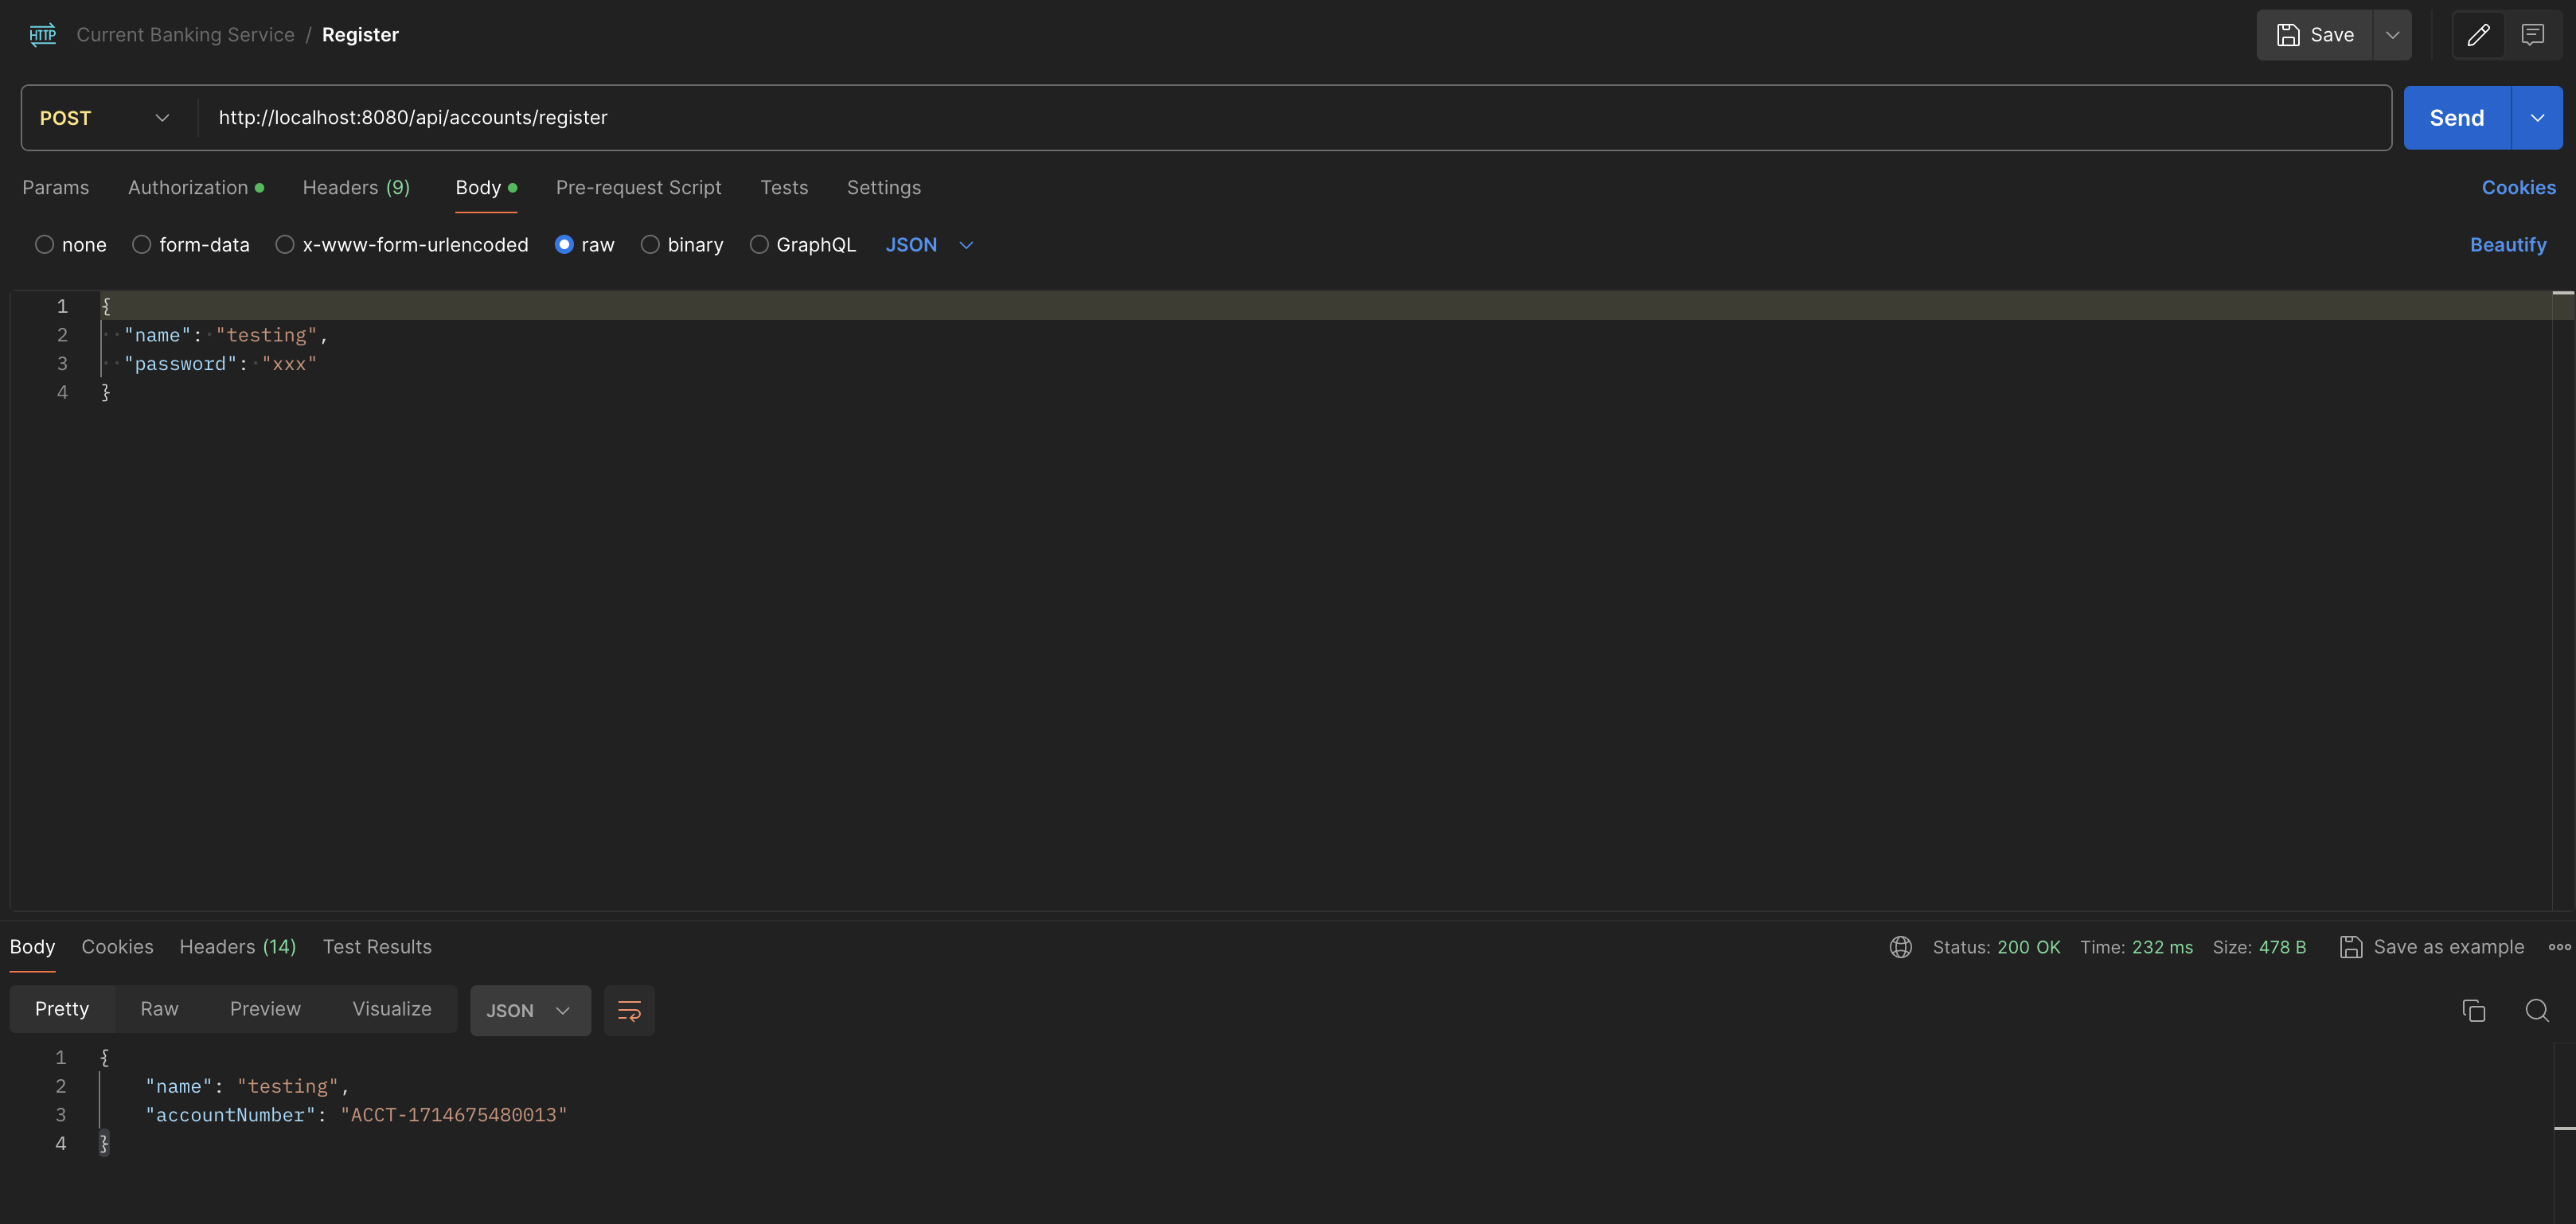 HTTP Current Banking Service / Register Save
POST http://localhost:8080/api/accounts/register Send
Params Authorization Headers (9) Body Pre-request Script Tests Settings Cookies
none form-data x-www-form-urlencoded raw binary GraphQL JSON Beautify
1 {
2 "name": "testing",
3 "password": "xxx"
4 }
Body Cookies Headers (14) Test Results Status: 200 OK Time: 232 ms Size: 478 B Save as example
Pretty Raw Preview Visualize JSON
1 {
2 "name": "testing",
3 "accountNumber": "ACCT-1714675480013"
4 }